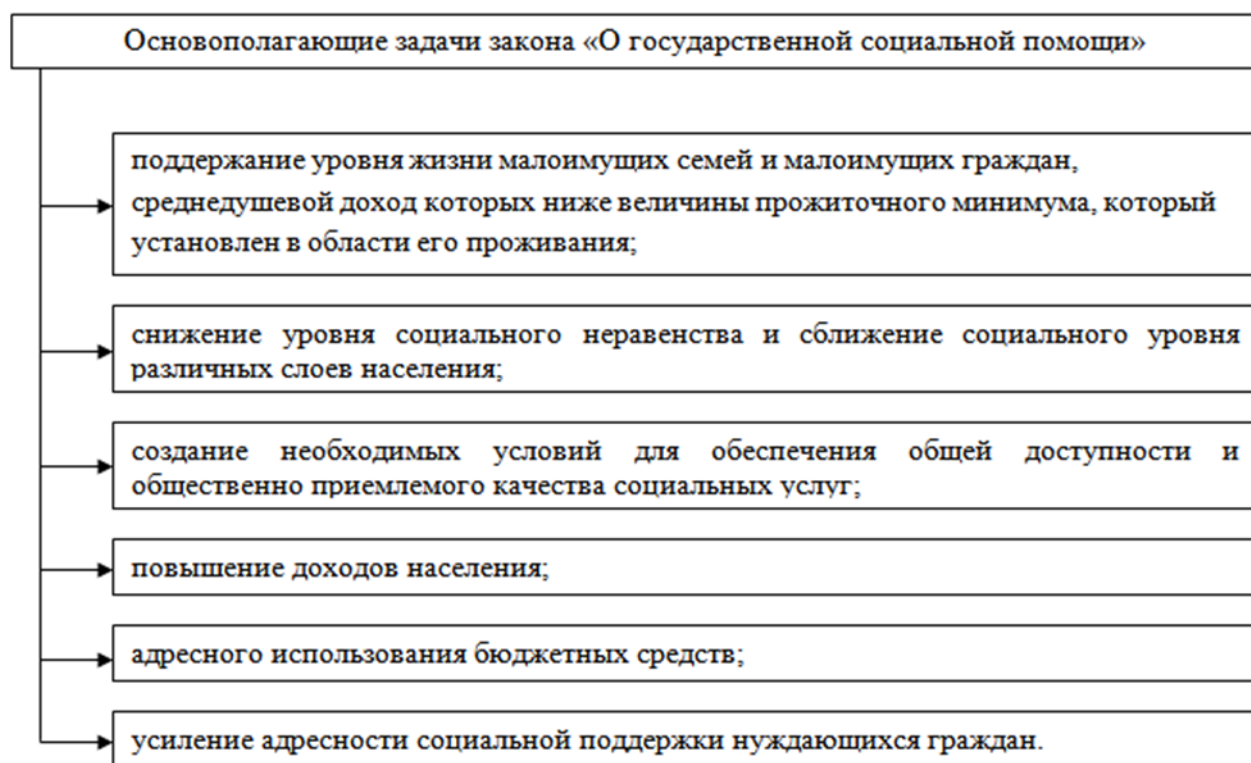 Основополагающие задачи закона «О государственной социальной помощи»
поддержание уровня жизни малоимущих семей и малоимущих граждан,
среднедушевой доход которых ниже величины прожиточного минимума, который
установлен в области его проживания;
снижение уровня социального неравенства и сближение социального уровня
различных слоев населения;
создание необходимых условий для обеспечения общей доступности и
общественно приемлемого качества социальных услуг;
повышение доходов населения;
адресного использования бюджетных средств;
усиление адресности социальной поддержки нуждающихся граждан.